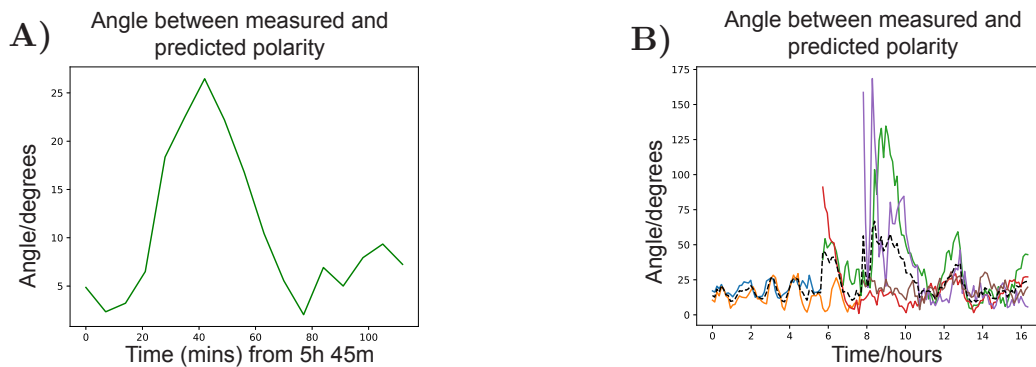 A)
Angle between measured and
predicted polarity
25
20
15
10
5
0
20
40
60
80
100
Angle/degrees
Time (mins) from 5h 45m
B)
Angle between measured and
predicted polarity
175
150
125
100
75
50
25
0
0
2
4
6
8
10
12
14
16
Angle/degrees
Time/hours